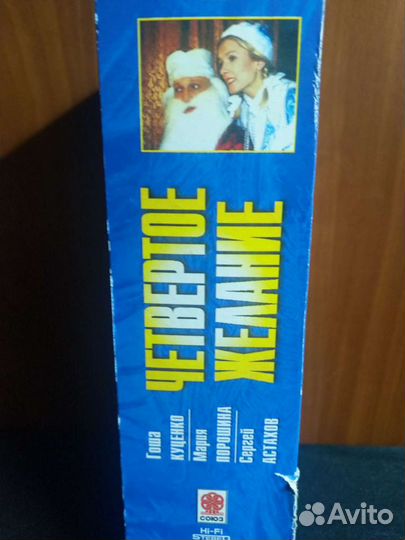 ЧЕТВЕРТОЕ
ЖЕЛАНИЕ
Гоша
КУЦЕНКО
Мария
ПОРОШИНА
Сергей
АСТАХОВ
СОЮЗ
Hi-Fi
STEREO
Avito